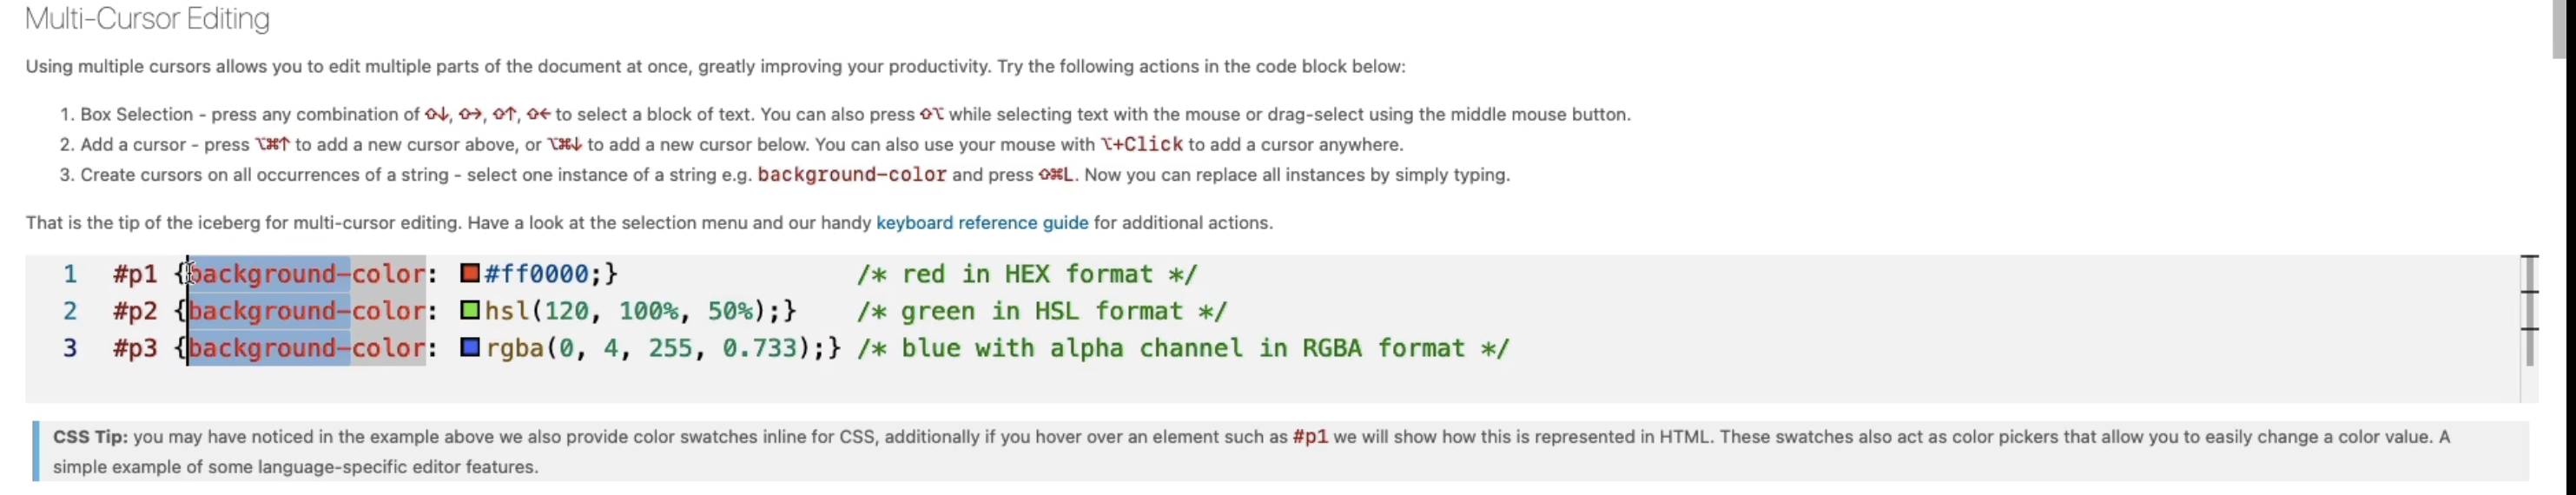 Multi-Cursor Editing
Using multiple cursors allows you to edit multiple parts of the document at once, greatly improving your productivity. Try the following actions in the code block below:
1. Box Selection - press any combination of ⇧↓, ⇧→, ⇧↑, ⇧← to select a block of text. You can also press ⇧⌥ while selecting text with the mouse or drag-select using the middle mouse button.
2. Add a cursor - press ⌥⌘↑ to add a new cursor above, or ⌥⌘↓ to add a new cursor below. You can also use your mouse with ⌥+Click to add a cursor anywhere.
3. Create cursors on all occurrences of a string - select one instance of a string e.g. background-color and press ⇧⌘L. Now you can replace all instances by simply typing.
That is the tip of the iceberg for multi-cursor editing. Have a look at the selection menu and our handy keyboard reference guide for additional actions.
1 #p1 {background-color: #ff0000;} /* red in HEX format */
2 #p2 {background-color: hsl(120, 100%, 50%);} /* green in HSL format */
3 #p3 {background-color: rgba(0, 4, 255, 0.733);} /* blue with alpha channel in RGBA format */
CSS Tip: you may have noticed in the example above we also provide color swatches inline for CSS, additionally if you hover over an element such as #p1 we will show how this is represented in HTML. These swatches also act as color pickers that allow you to easily change a color value. A
simple example of some language-specific editor features.